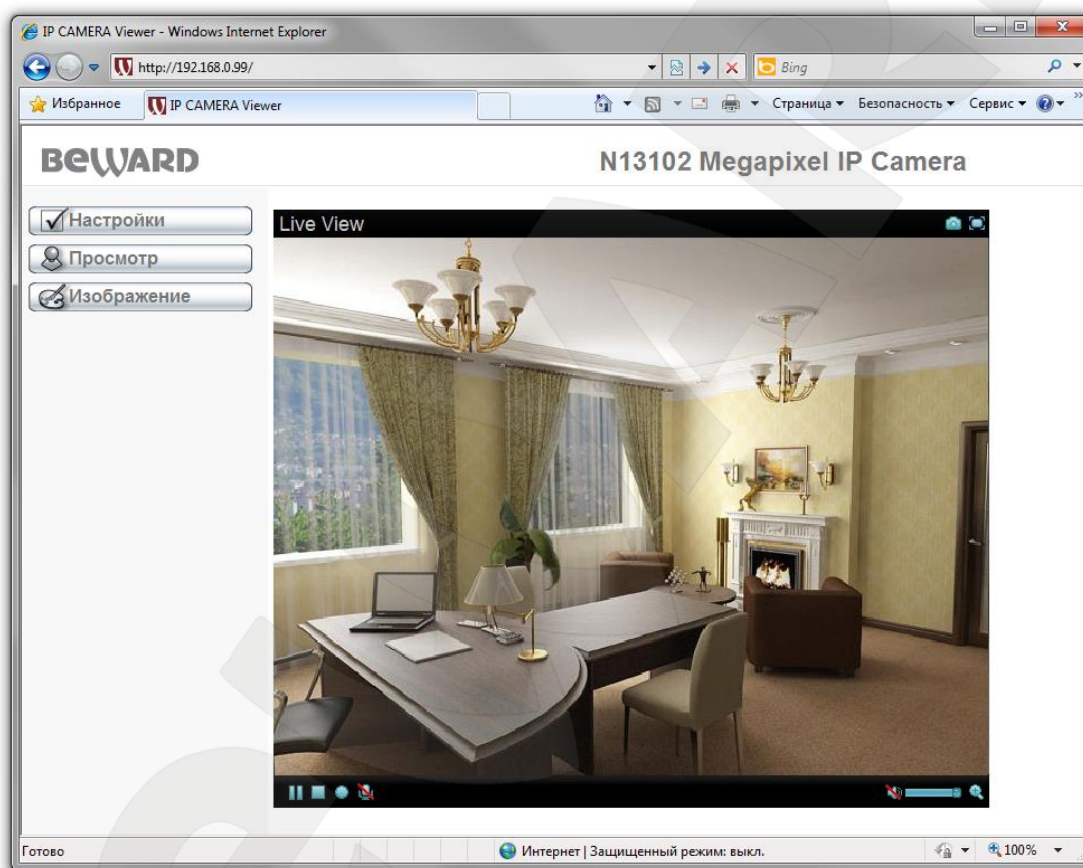 IP CAMERA Viewer - Windows Internet Explorer
http://192.168.0.99/
Bing
Избранное
IP CAMERA Viewer
Страница
Безопасность
Сервис
BEWARD
N13102 Megapixel IP Camera
Настройки
Live View
Просмотр
Изображение
Готово
Интернет | Защищенный режим: выкл.
100%